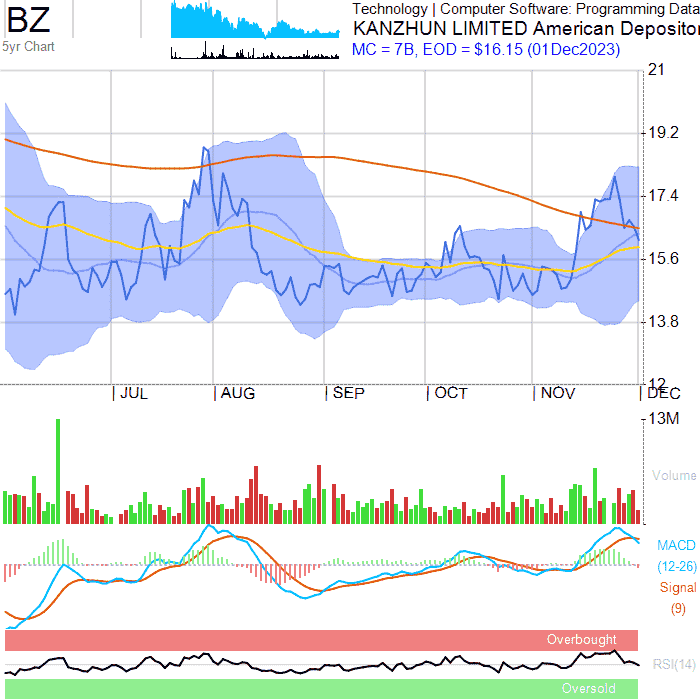 BZ
5yr Chart
Technology | Computer Software: Programming Data
KANZHUN LIMITED American Deposito
MC = 7B, EOD = $16.15 (01Dec2023)
21
19.2
17.4
15.6
13.8
12
JUL AUG SEP OCT NOV DEC
13M
Volume
MACD
(12-26)
Signal
(9)
Overbought
RSI(14)
Oversold